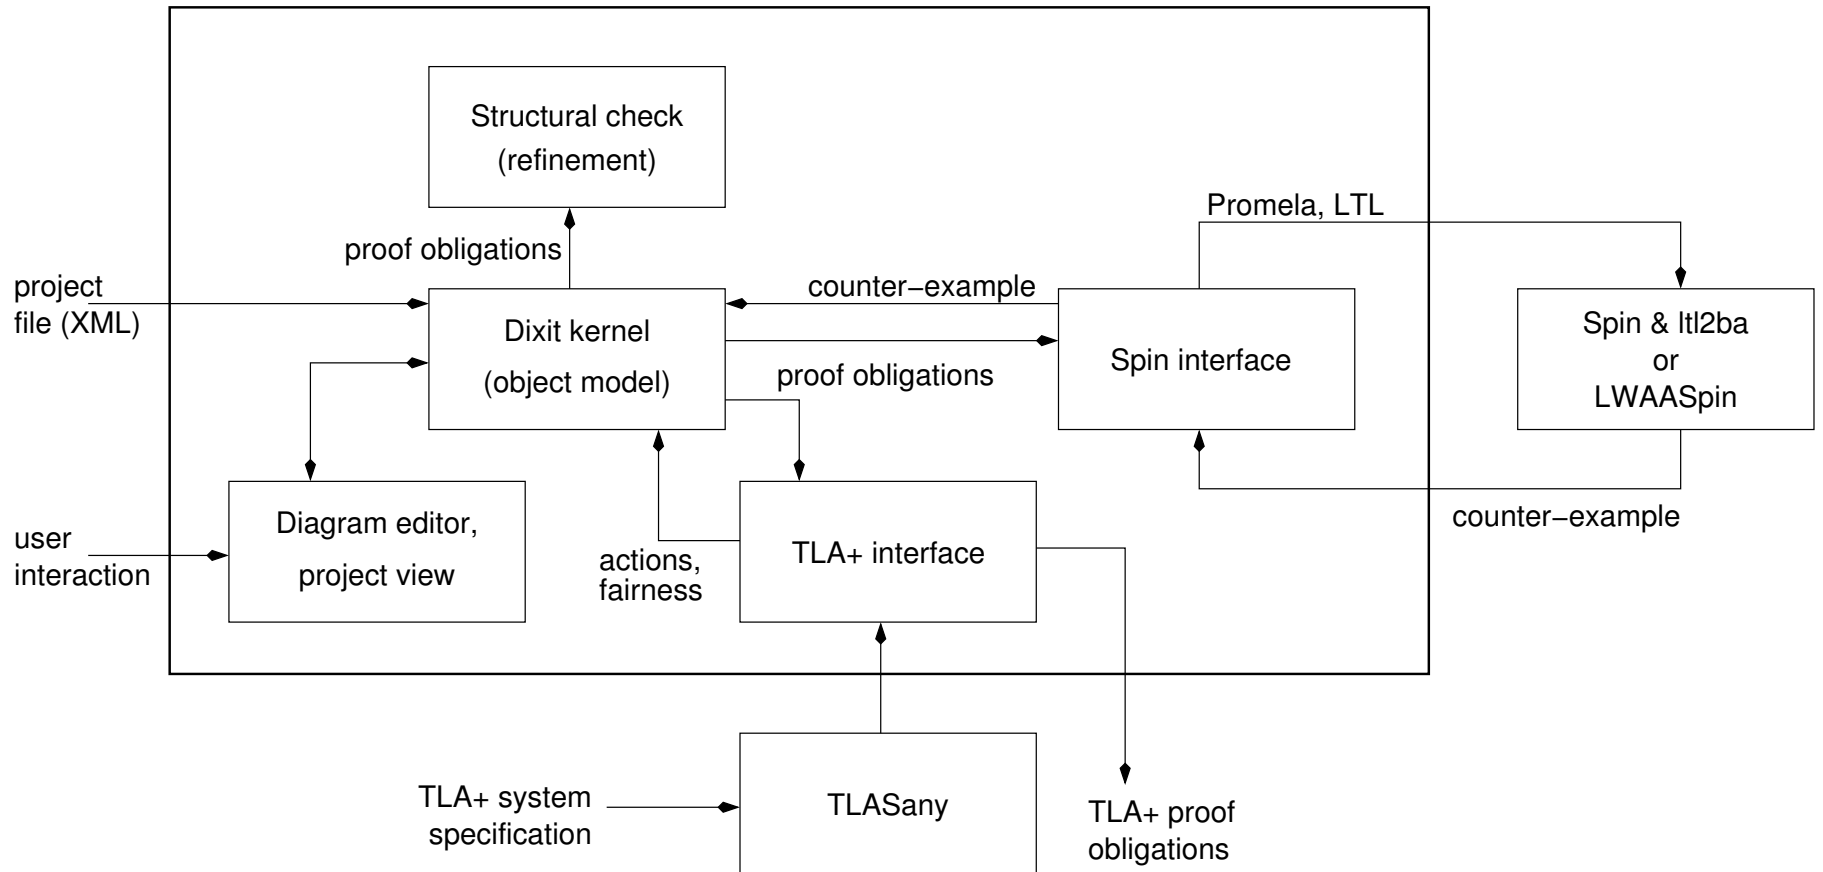 Structural check
(refinement)
Promela, LTL
proof obligations
project
file (XML)
counter−example
Dixit kernel
(object model)
proof obligations
Spin interface
Spin & ltl2ba
or
LWAASpin
counter−example
Diagram editor,
project view
user
interaction
actions,
fairness
TLA+ interface
TLA+ system
specification
TLASany
TLA+ proof
obligations